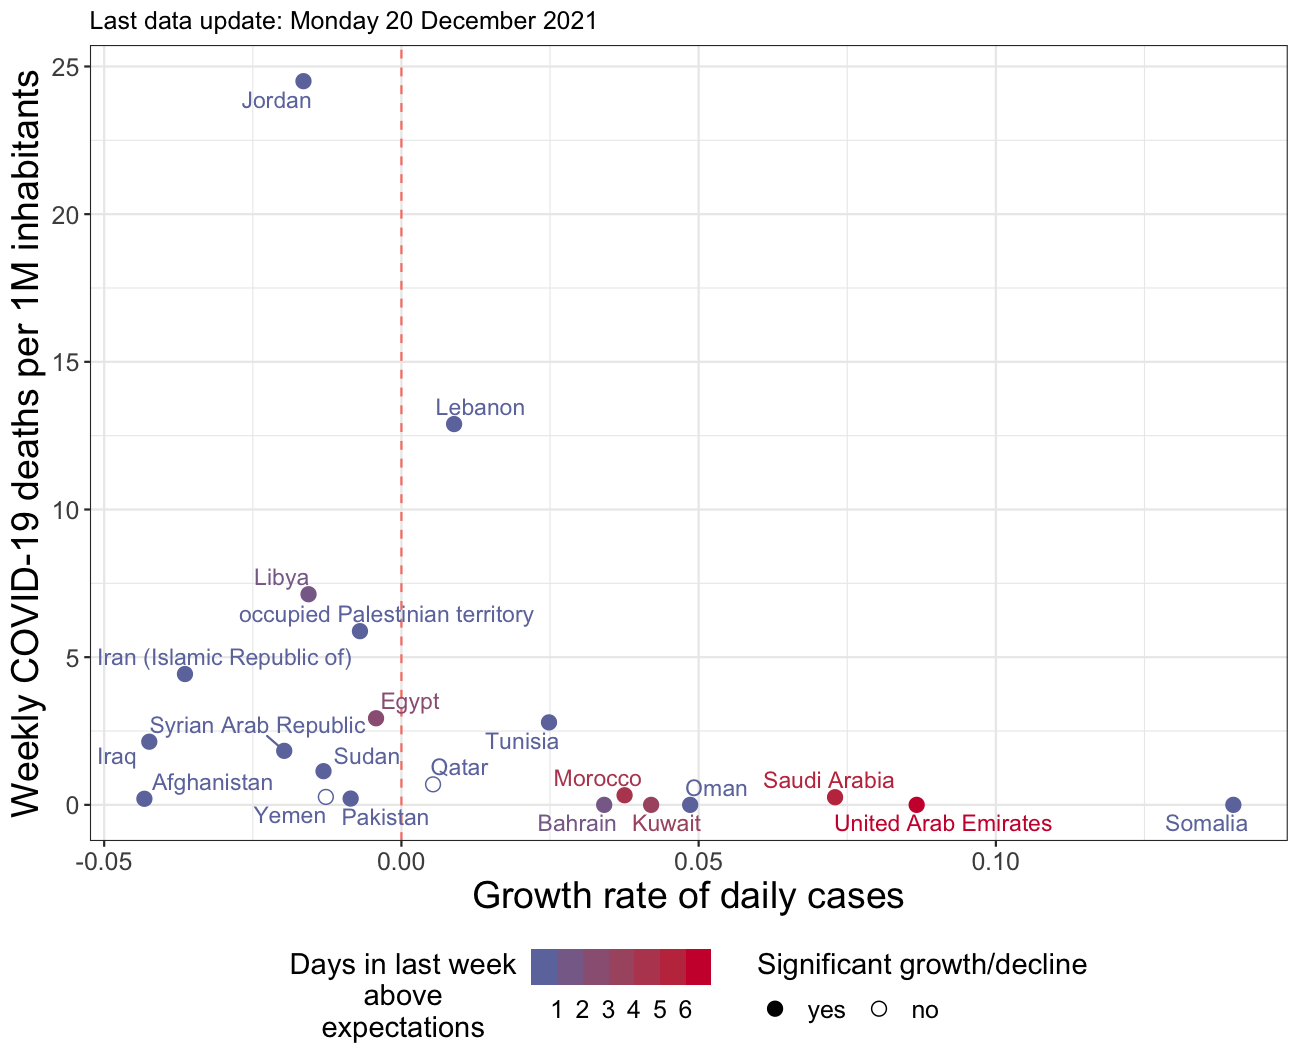 Last data update: Monday 20 December 2021
Weekly COVID-19 deaths per 1M inhabitants
25
20
15
10
5
0
Jordan
Lebanon
Libya
occupied Palestinian territory
Iran (Islamic Republic of)
Egypt
Syrian Arab Republic
Tunisia
Iraq
Sudan
Qatar
Afghanistan
Morocco
Oman
Saudi Arabia
Yemen
Pakistan
Bahrain
Kuwait
United Arab Emirates
Somalia
-0.05
0.00
0.05
0.10
Growth rate of daily cases
Days in last week
above
expectations
1 2 3 4 5 6
Significant growth/decline
yes
no